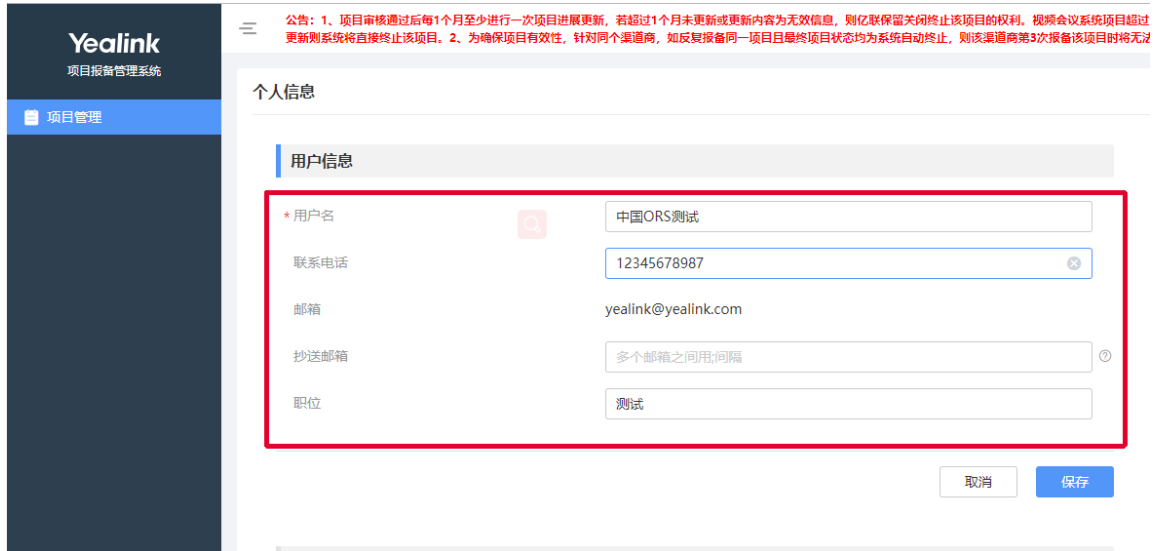 Yealink
项目报备管理系统
项目管理
公告：1、项目审核通过后每1个月至少进行一次项目进展更新，若超过1个月未更新或更新内容为无效信息，则亿联保留关闭终止该项目的权利。视频会议系统项目超过
更新则系统将直接终止该项目。2、为确保项目有效性，针对同个渠道商，如反复报备同一项目且最终项目状态均为系统自动终止，则该渠道商第3次报备该项目时将无法
个人信息
用户信息
* 用户名 中国ORS测试
联系电话 12345678987
邮箱 yealink@yealink.com
抄送邮箱 多个邮箱之间用;间隔
职位 测试
取消 保存